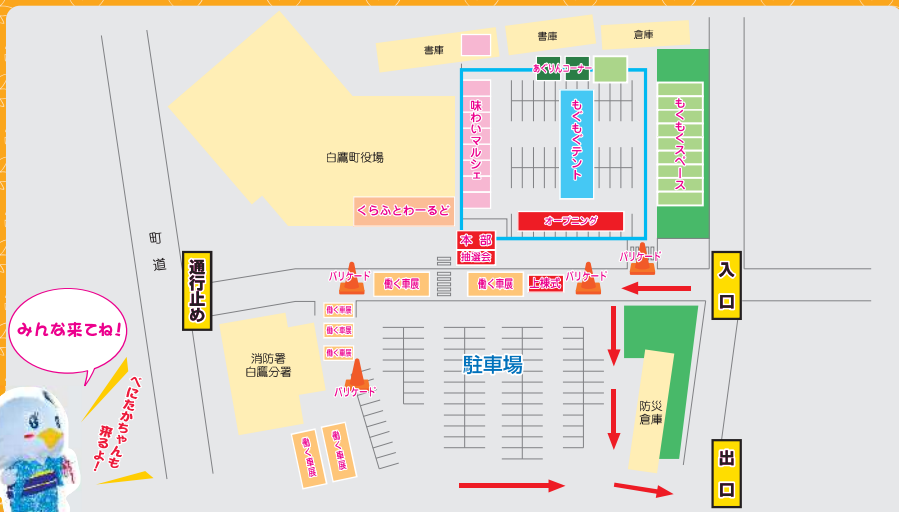 書庫
書庫
倉庫
あぐりんコーナー
味わいマルシェ
もぐもぐテント
もくもくスペース
白鷹町役場
くらふとわーるど
オープニング
本部
抽選会
町道
通行止め
バリケード
働く車展
働く車展
上棟式
バリケード
バリケード
入口
働く車展
働く車展
働く車展
みんな来てね!
消防署
白鷹分署
駐車場
バリケード
べにたかちゃんも
来るよ!
防災
倉庫
働く車展
働く車展
出口